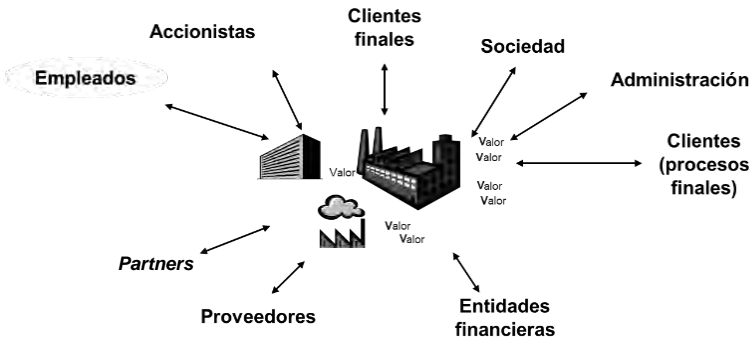 Accionistas
Clientes
finales
Sociedad
Empleados
Administración
Clientes
(procesos
finales)
Valor
Valor
Valor
Valor
Valor
Valor
Valor
Partners
Proveedores
Entidades
financieras